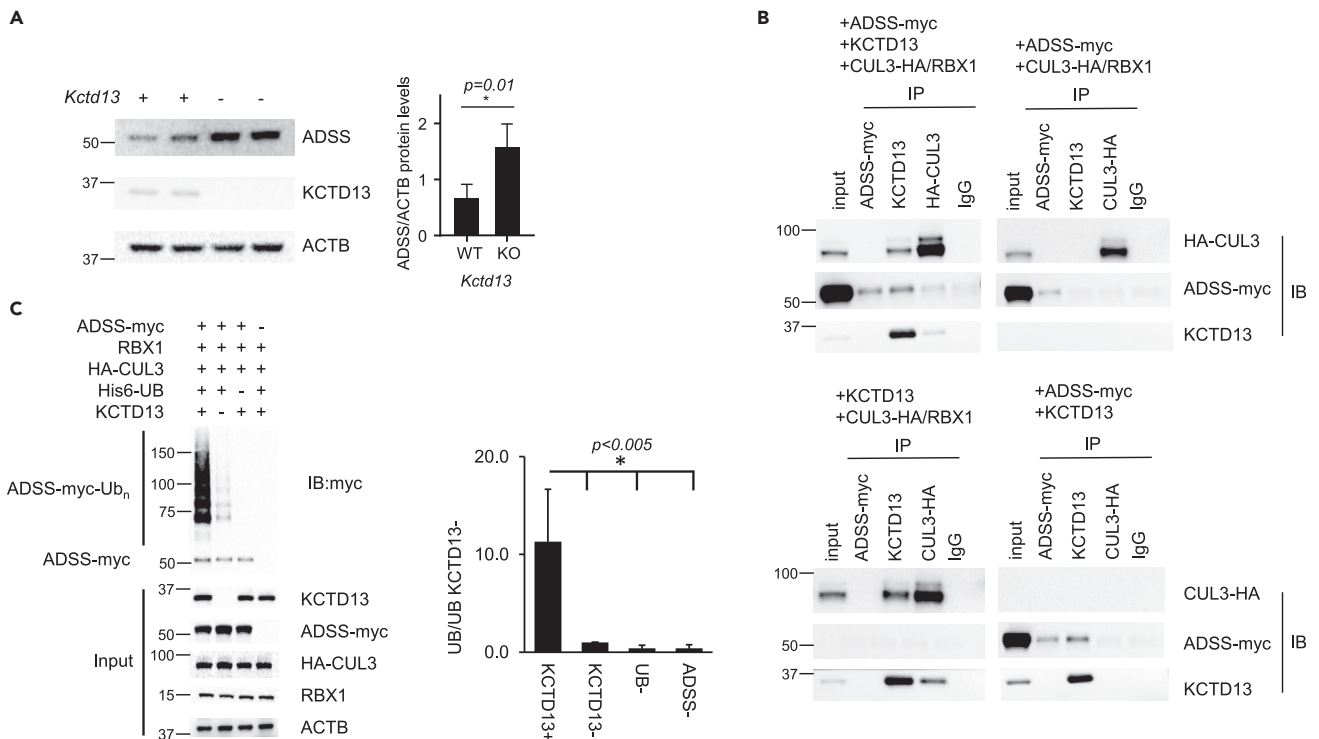 A
Kctd13 + + - -
50
ADSS
37
KCTD13
ACTB
37
p=0.01
*
ADSS/ACTB protein levels
2
1
0
WT KO
Kctd13
B
+ADSS-myc
+KCTD13
+CUL3-HA/RBX1
IP
input
ADSS-myc
KCTD13
HA-CUL3
IgG
100
50
37
+ADSS-myc
+CUL3-HA/RBX1
IP
input
ADSS-myc
KCTD13
CUL3-HA
IgG
HA-CUL3
ADSS-myc
KCTD13
IB
+KCTD13
+CUL3-HA/RBX1
IP
input
ADSS-myc
KCTD13
CUL3-HA
IgG
100
50
37
+ADSS-myc
+KCTD13
IP
input
ADSS-myc
KCTD13
CUL3-HA
IgG
CUL3-HA
ADSS-myc
KCTD13
IB
C
ADSS-myc + + + -
RBX1 + + + +
HA-CUL3 + + + +
His6-UB + + - +
KCTD13 + - + +
150
100
75
ADSS-myc-Ubn
IB:myc
ADSS-myc
50
37
KCTD13
50
ADSS-myc
Input
100
HA-CUL3
15
RBX1
37
ACTB
p<0.005
*
UB/UB KCTD13-
20.0
10.0
0.0
KCTD13+
KCTD13-
UB-
ADSS-